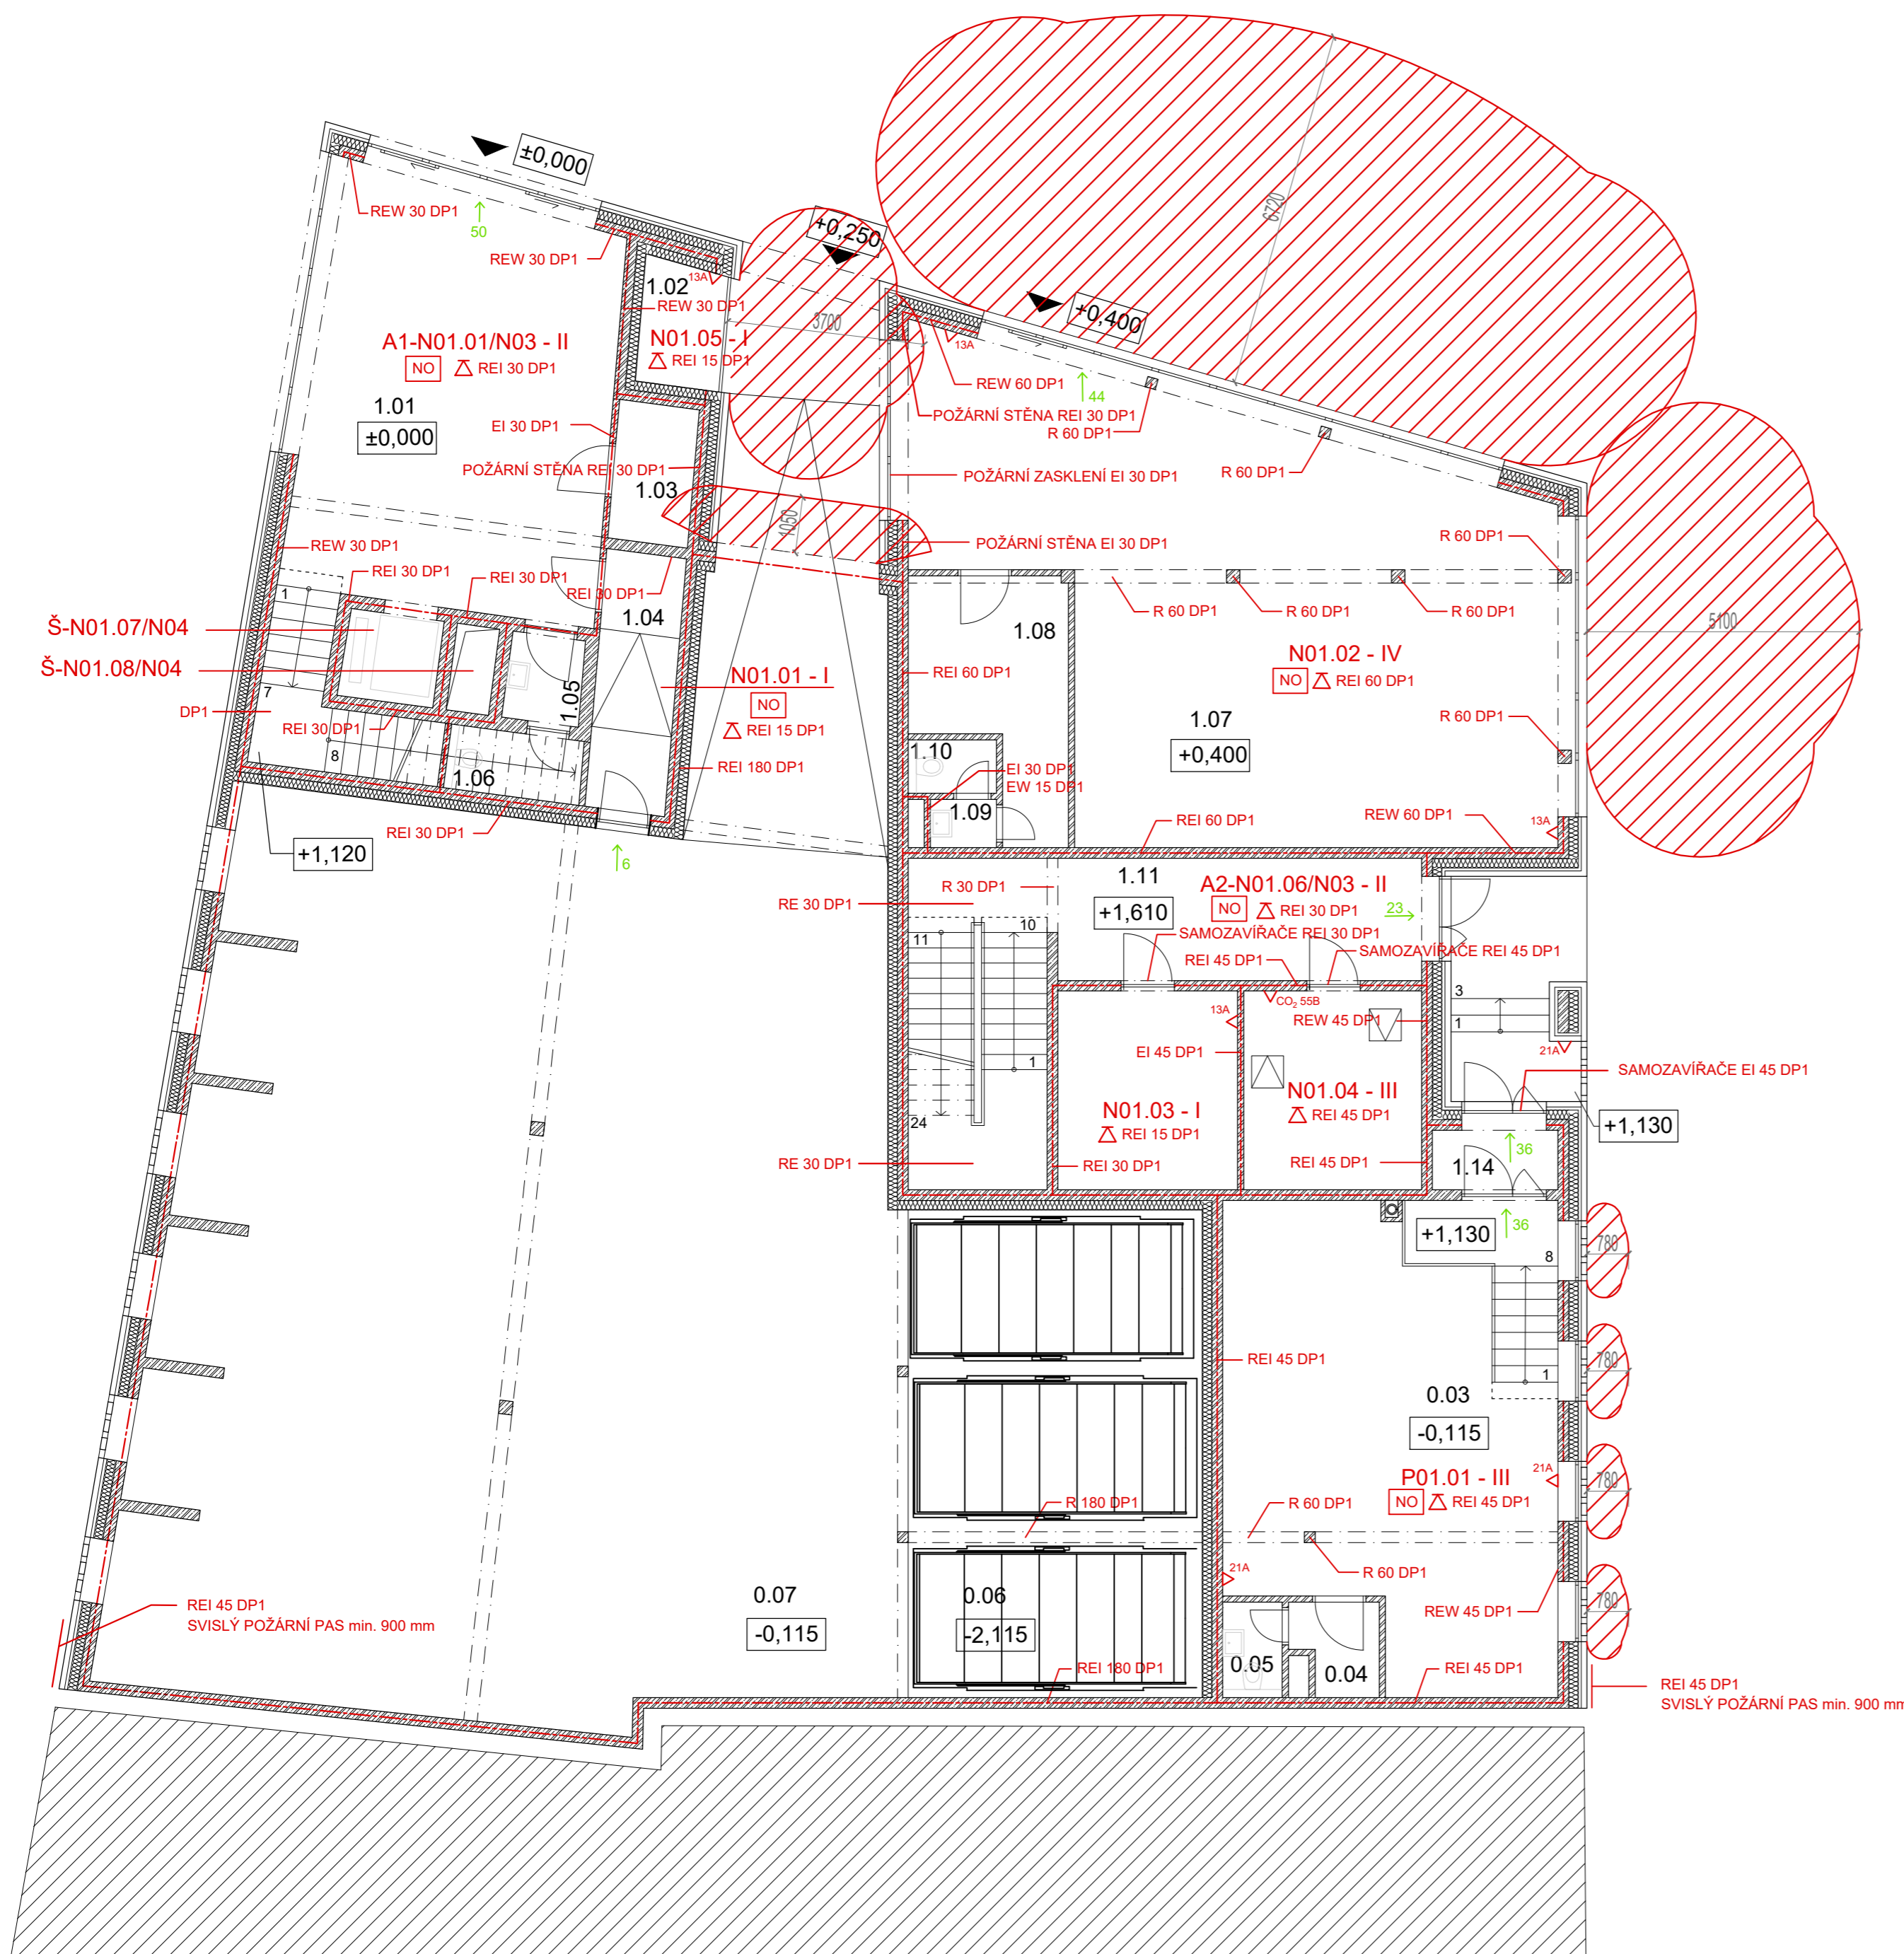 6720
±0,000
REW 30 DP1
50
+0,250
REW 30 DP1
1.02
13A
REW 30 DP1
+0,400
3700
13A
A1-N01.01/N03 - II
NO
REI 30 DP1
N01.05 - I
REI 15 DP1
REW 60 DP1
44
1.01
±0,000
EI 30 DP1
POŽÁRNÍ STĚNA REI 30 DP1
R 60 DP1
POŽÁRNÍ STĚNA REI 30 DP1
1.03
POŽÁRNÍ ZASKLENÍ EI 30 DP1
R 60 DP1
1050
REW 30 DP1
POŽÁRNÍ STĚNA EI 30 DP1
R 60 DP1
REI 30 DP1
REI 30 DP1
REI 30 DP1
1
1.04
R 60 DP1
R 60 DP1
R 60 DP1
5100
Š-N01.07/N04
1.08
Š-N01.08/N04
N01.01 - I
NO
REI 15 DP1
REI 60 DP1
N01.02 - IV
NO
REI 60 DP1
7
1.05
DP1
REI 30 DP1
1.07
+0,400
R 60 DP1
8
1.06
REI 180 DP1
1.10
EI 30 DP1
EW 15 DP1
1.09
REI 30 DP1
REI 60 DP1
REW 60 DP1
13A
+1,120
6
1.11
+1,610
R 30 DP1
A2-N01.06/N03 - II
NO
REI 30 DP1
23
RE 30 DP1
11
10
SAMOZAVÍŘAČE REI 30 DP1
SAMOZAVÍŘAČE REI 45 DP1
REI 45 DP1
CO₂ 55B
13A
REW 45 DP1
3
1
21A
EI 45 DP1
1
SAMOZAVÍŘAČE EI 45 DP1
N01.04 - III
REI 45 DP1
N01.03 - I
REI 15 DP1
24
+1,130
RE 30 DP1
REI 30 DP1
REI 45 DP1
36
1.14
+1,130
36
8
780
REI 45 DP1
1
780
0.03
-0,115
P01.01 - III
NO
REI 45 DP1
21A
780
R 180 DP1
R 60 DP1
21A
R 60 DP1
0.07
-0,115
0.06
-2,115
REW 45 DP1
780
REI 45 DP1
SVISLÝ POŽÁRNÍ PAS min. 900 mm
0.05
0.04
REI 180 DP1
REI 45 DP1
REI 45 DP1
SVISLÝ POŽÁRNÍ PAS min. 900 mm